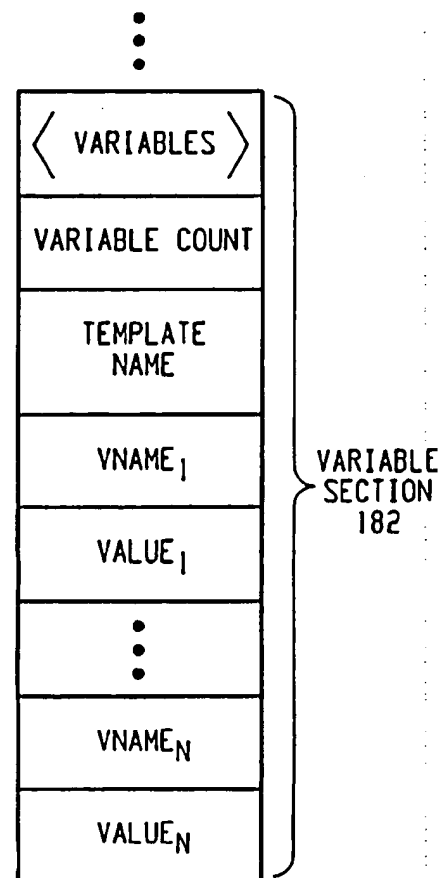 〈 VARIABLES 〉
VARIABLE COUNT
TEMPLATE
NAME
VNAME1
VALUE1
VNAMEN
VALUEN
VARIABLE
SECTION
182